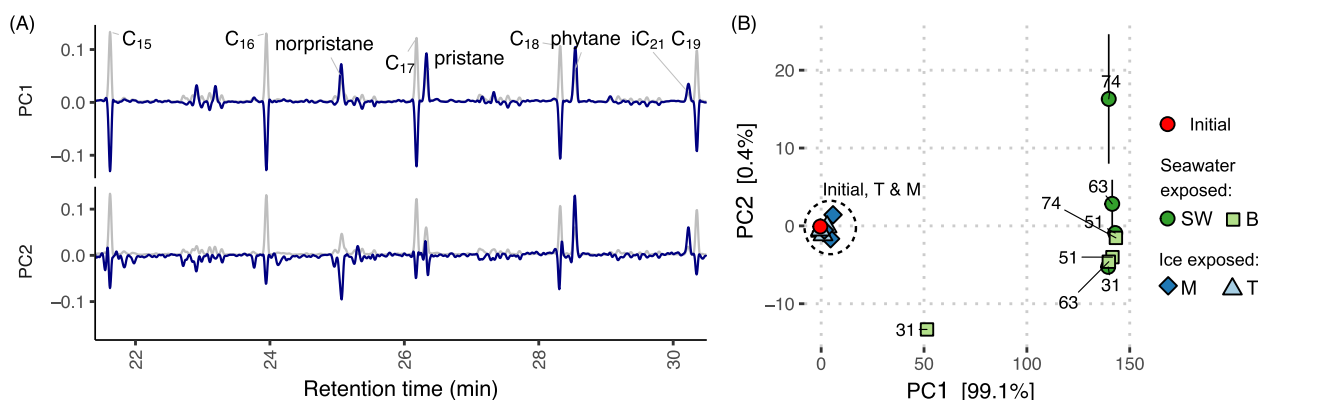 (A)
C15
C16
norpristane
C17
pristane
C18
phytane
iC21
C19
PC1
0.1
0.0
−0.1
PC2
0.1
0.0
−0.1
22
24
26
28
30
Retention time (min)
(B)
PC2 [0.4%]
20
10
0
−10
74
63
74
51
51
31
63
31
Initial, T & M
0
50
100
150
PC1 [99.1%]
Initial
Seawater
exposed:
SW
B
Ice exposed:
M
T